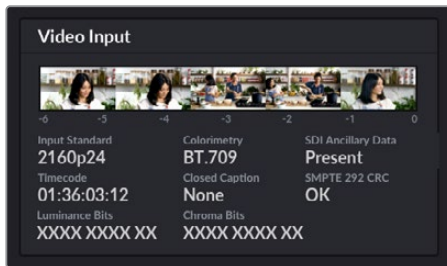 Video Input
-6 -5 -4 -3 -2 -1 0
Input Standard Colorimetry SDI Ancillary Data
2160p24 BT.709 Present
Timecode Closed Caption SMPTE 292 CRC
01:36:03:12 None OK
Luminance Bits Chroma Bits
XXXX XXXX XX XXXX XXXX XX